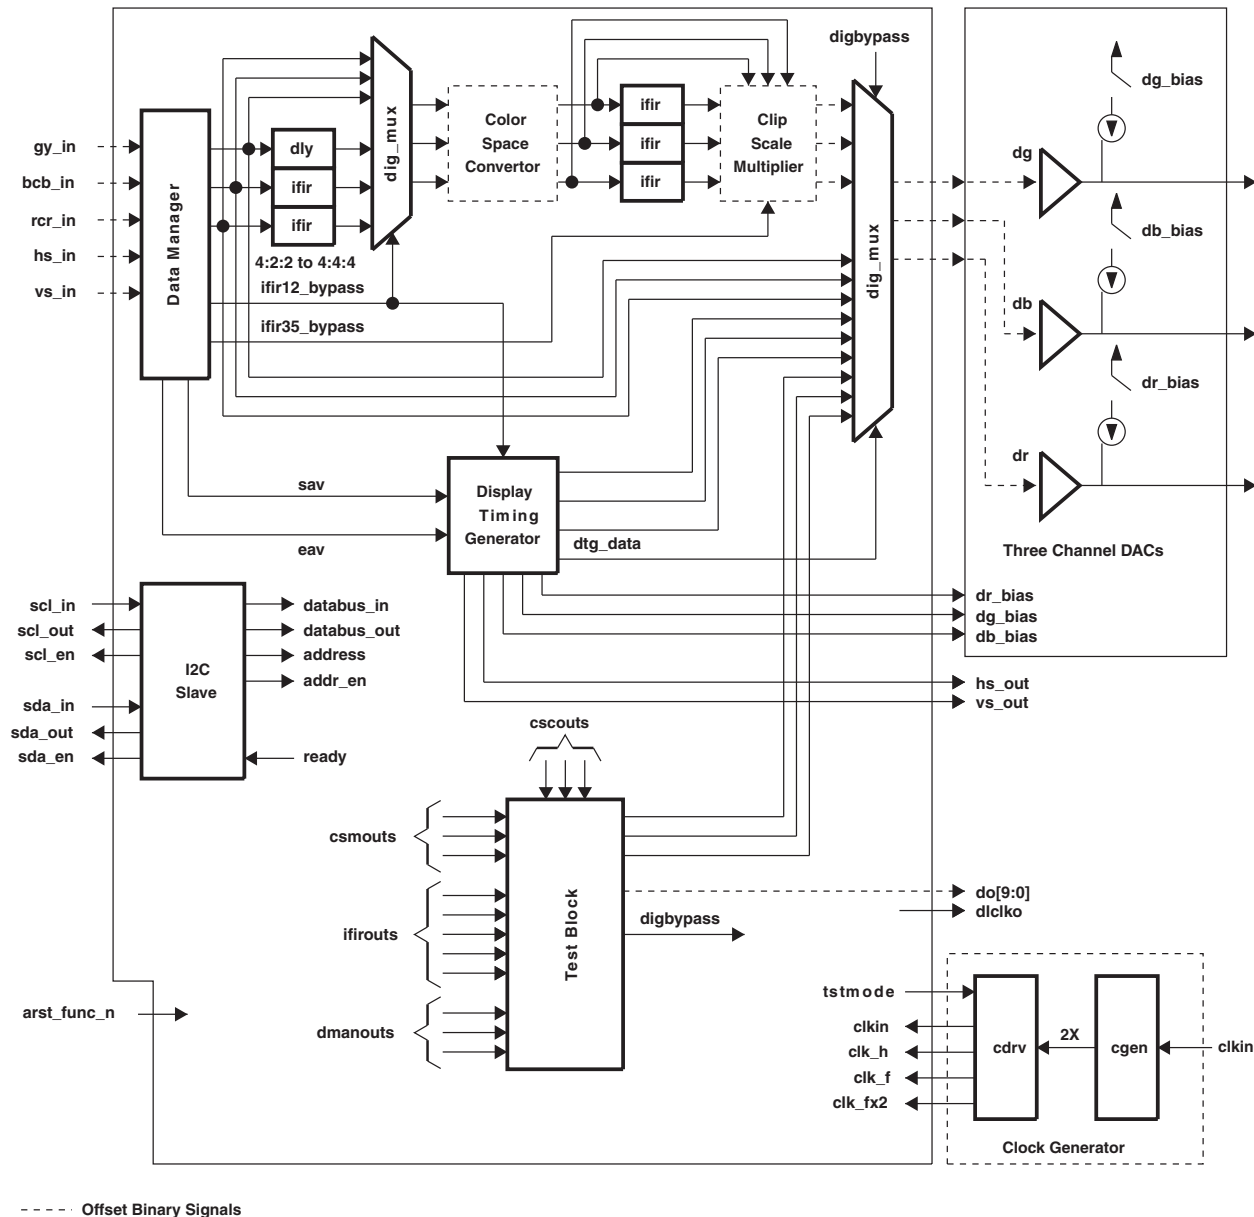 digbypass
dg_bias
gy_in
bcb_in
rcr_in
hs_in
vs_in
Data Manager
dly
ifir
ifir
4:2:2 to 4:4:4
ifir12_bypass
ifir35_bypass
dig_mux
Color
Space
Convertor
ifir
ifir
ifir
Clip
Scale
Multiplier
dig_mux
dg
db_bias
db
dr_bias
dr
Three Channel DACs
sav
eav
Display
Timing
Generator
dtg_data
dr_bias
dg_bias
db_bias
hs_out
vs_out
scl_in
scl_out
scl_en
sda_in
sda_out
sda_en
I2C
Slave
databus_in
databus_out
address
addr_en
ready
cscouts
csmouts
ifirouts
dmanouts
Test Block
digbypass
do[9:0]
dlclko
arst_func_n
tstmode
clkin
clk_h
clk_f
clk_fx2
cdrv
2X
cgen
clkin
Clock Generator
Offset Binary Signals